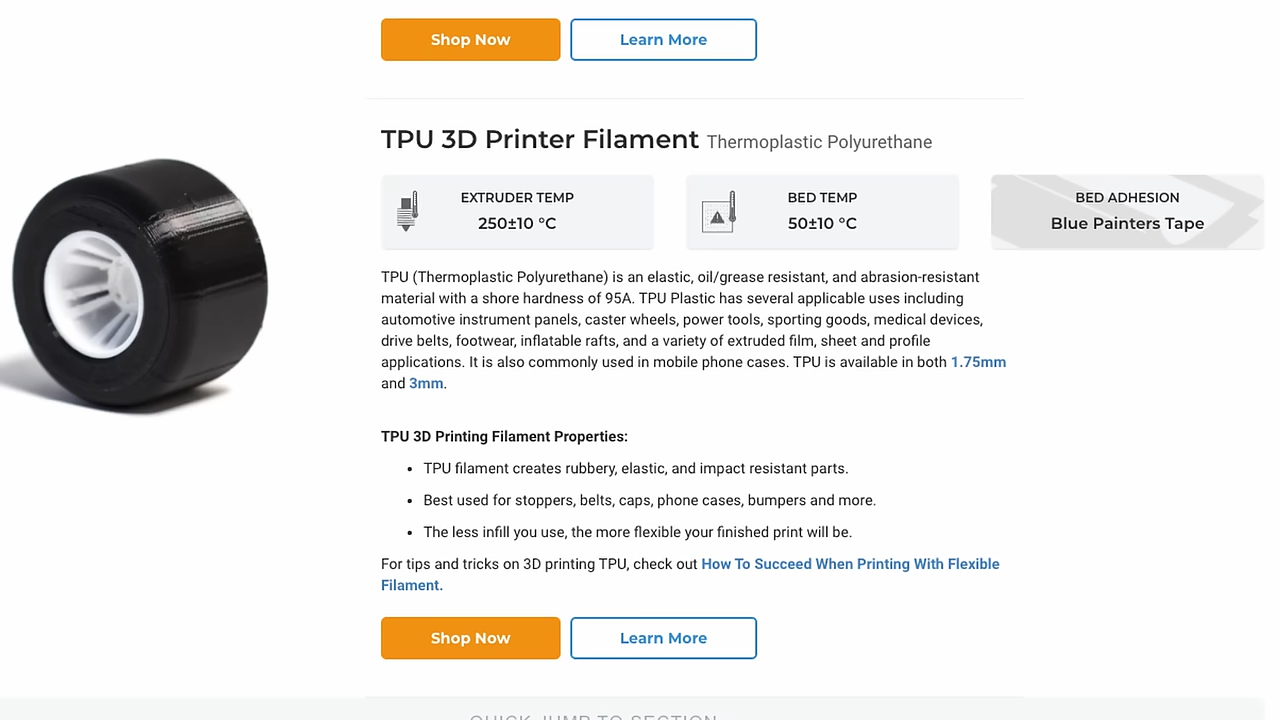 Shop Now
Learn More
TPU 3D Printer Filament Thermoplastic Polyurethane
EXTRUDER TEMP
250±10 °C
BED TEMP
50±10 °C
BED ADHESION
Blue Painters Tape
TPU (Thermoplastic Polyurethane) is an elastic, oil/grease resistant, and abrasion-resistant
material with a shore hardness of 95A. TPU Plastic has several applicable uses including
automotive instrument panels, caster wheels, power tools, sporting goods, medical devices,
drive belts, footwear, inflatable rafts, and a variety of extruded film, sheet and profile
applications. It is also commonly used in mobile phone cases. TPU is available in both 1.75mm
and 3mm.
TPU 3D Printing Filament Properties:
• TPU filament creates rubbery, elastic, and impact resistant parts.
• Best used for stoppers, belts, caps, phone cases, bumpers and more.
• The less infill you use, the more flexible your finished print will be.
For tips and tricks on 3D printing TPU, check out How To Succeed When Printing With Flexible
Filament.
Shop Now
Learn More
QUICK JUMP TO SECTION